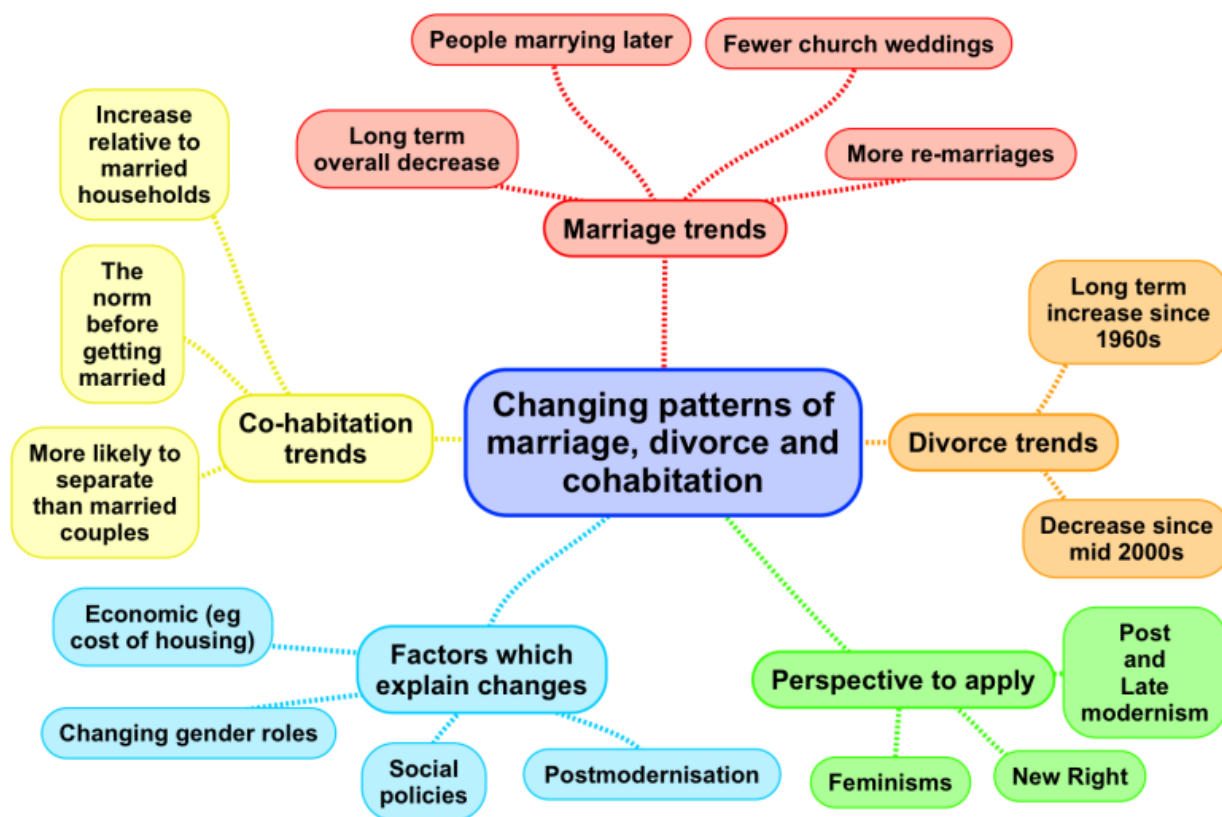 People marrying later
Fewer church weddings
Long term
overall decrease
More re-marriages
Marriage trends
Increase
relative to
married
households
The
norm
before
getting
married
More likely to
separate
than married
couples
Co-habitation
trends
Changing patterns of
marriage, divorce and
cohabitation
Long term
increase since
1960s
Divorce trends
Decrease since
mid 2000s
Economic (eg
cost of housing)
Factors which
explain changes
Changing gender roles
Social
policies
Postmodernisation
Perspective to apply
Post
and
Late
modernism
Feminisms
New Right